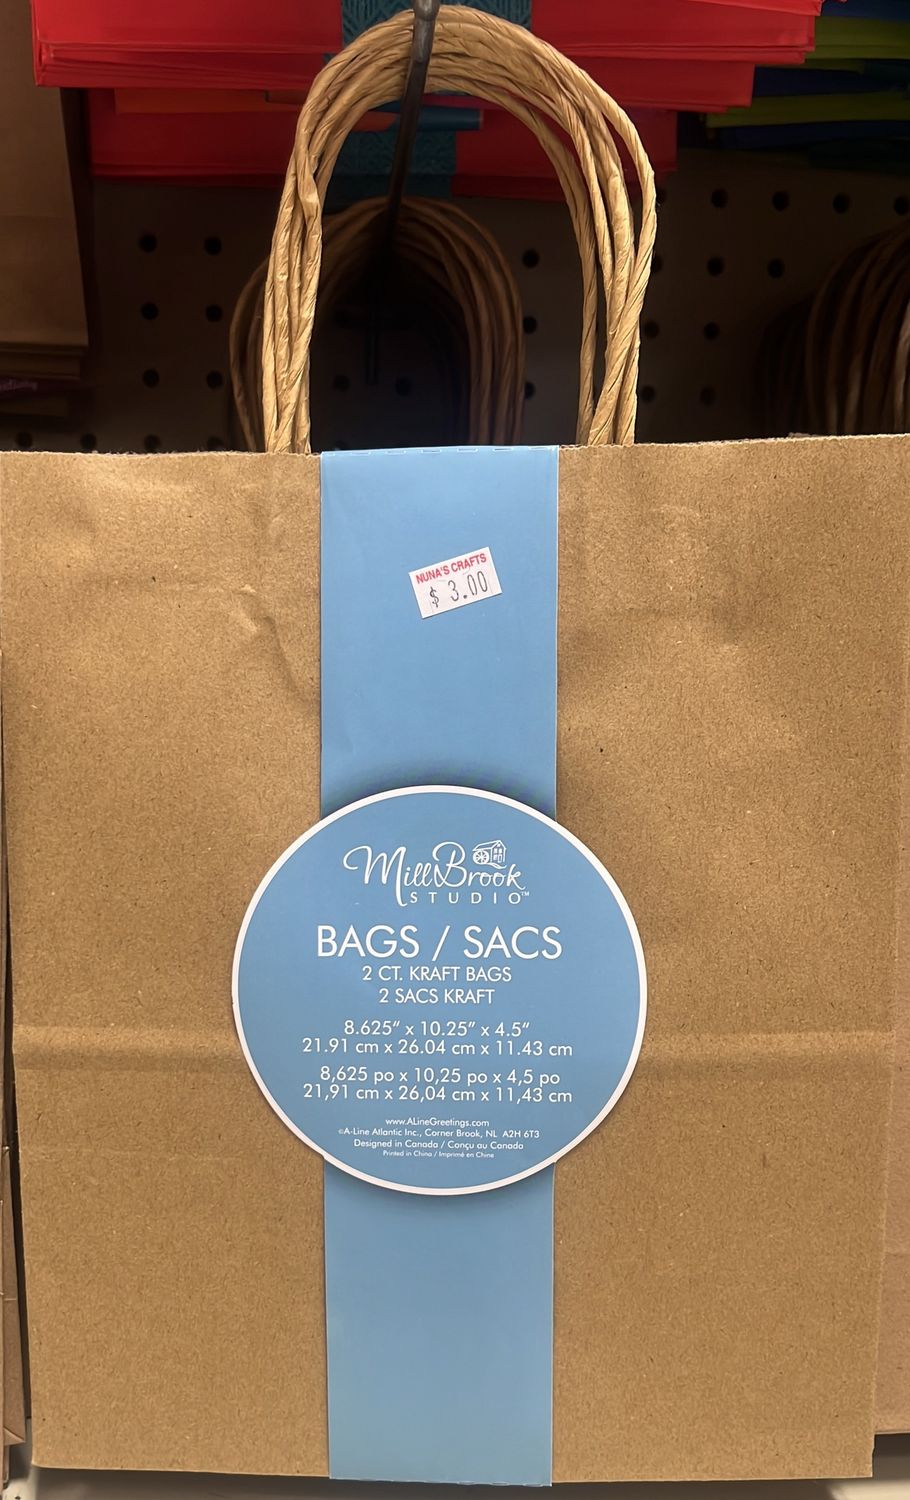 NUNA'S CRAFTS
$ 3.00
MillBrook
STUDIO™
BAGS / SACS
2 CT. KRAFT BAGS
2 SACS KRAFT
8.625” x 10.25” x 4.5”
21.91 cm x 26.04 cm x 11.43 cm
8,625 po x 10,25 po x 4,5 po
21,91 cm x 26,04 cm x 11,43 cm
www.ALineGreetings.com
©A-Line Atlantic Inc., Corner Brook, NL A2H 6T3
Designed in Canada / Conçu au Canada
Printed in China / Imprimé en Chine